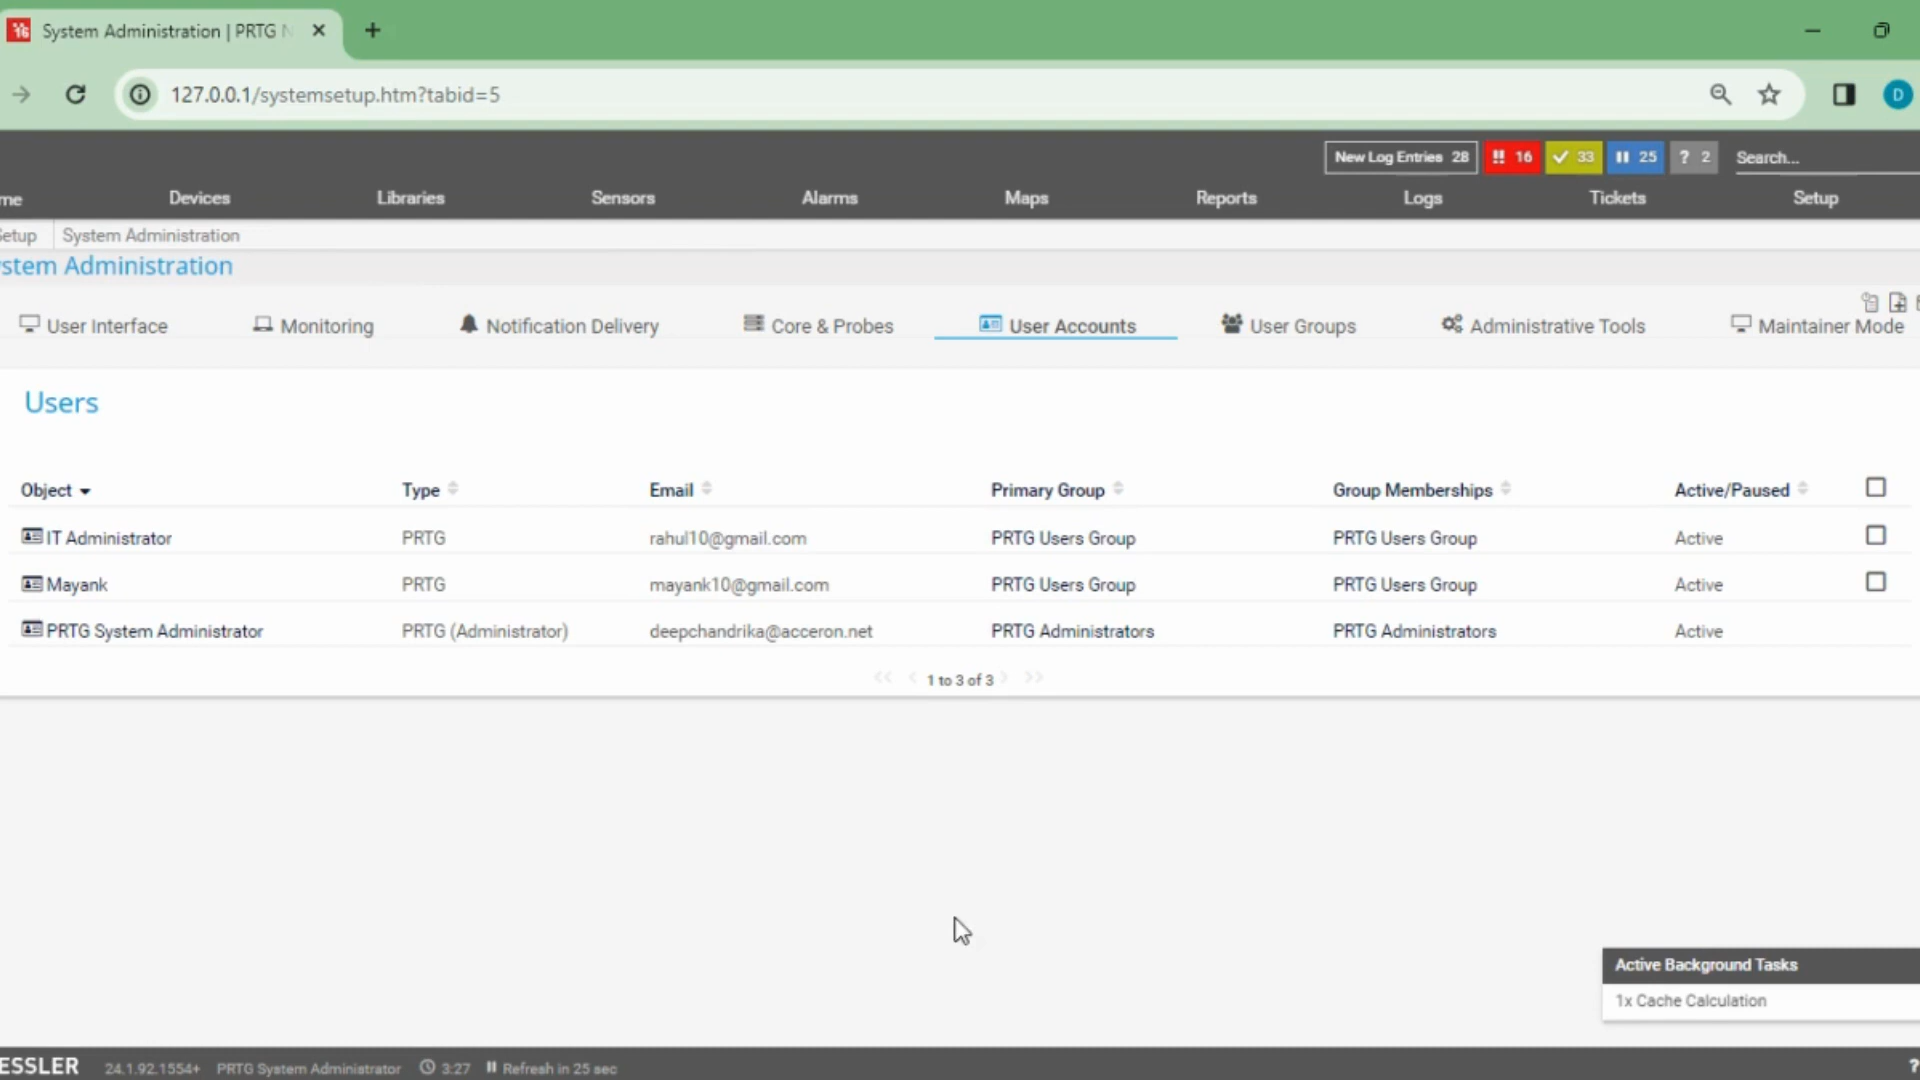 System Administration | PRTG N
127.0.0.1/systemsetup.htm?tabid=5
D
New Log Entries 28
16
33
25
? 2
Search...
me
Devices
Libraries
Sensors
Alarms
Maps
Reports
Logs
Tickets
Setup
Setup
System Administration
stem Administration
User Interface
Monitoring
Notification Delivery
Core & Probes
User Accounts
User Groups
Administrative Tools
Maintainer Mode
Users
Object Type Email Primary Group Group Memberships Active/Paused
IT Administrator PRTG rahul10@gmail.com PRTG Users Group PRTG Users Group Active
Mayank PRTG mayank10@gmail.com PRTG Users Group PRTG Users Group Active
PRTG System Administrator PRTG (Administrator) deepchandrika@acceron.net PRTG Administrators PRTG Administrators Active
<< < 1 to 3 of 3 > >>
Active Background Tasks
1x Cache Calculation
ESSLER 24.1.92.1554+ PRTG System Administrator 3:27 Refresh in 25 sec ?